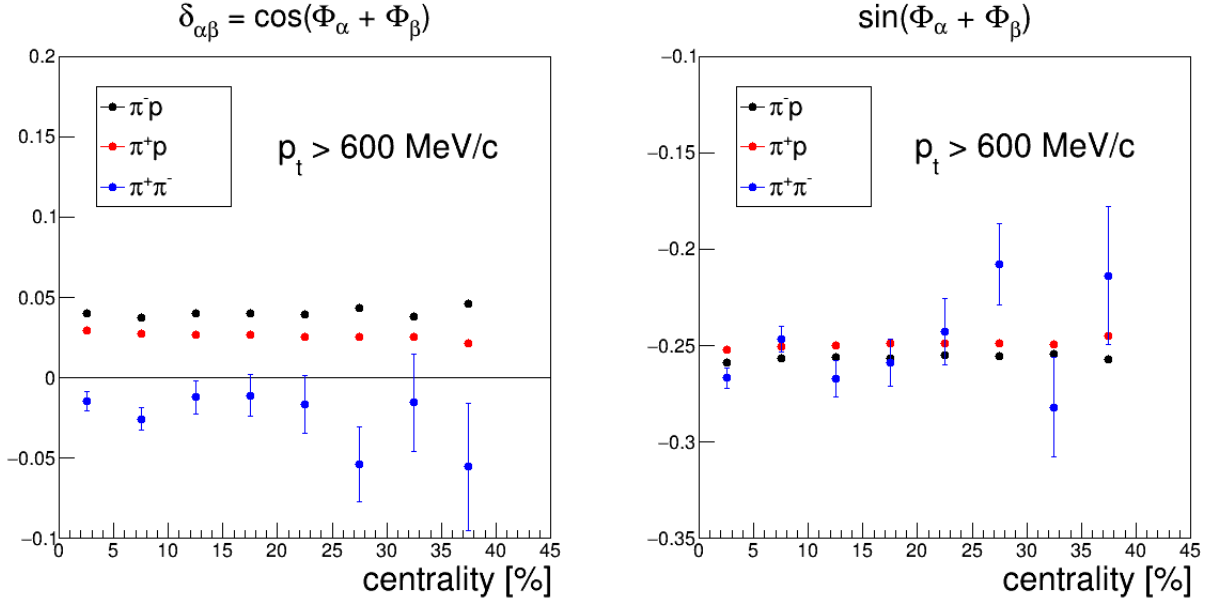 δαβ = cos(Φα + Φβ)
0.2
0.15
0.1
0.05
0
−0.05
−0.1
π⁻p
π⁺p
π⁺π⁻
pt > 600 MeV/c
0 5 10 15 20 25 30 35 40 45
centrality [%]
sin(Φα + Φβ)
−0.1
−0.15
−0.2
−0.25
−0.3
−0.35
π⁻p
π⁺p
π⁺π⁻
pt > 600 MeV/c
0 5 10 15 20 25 30 35 40 45
centrality [%]